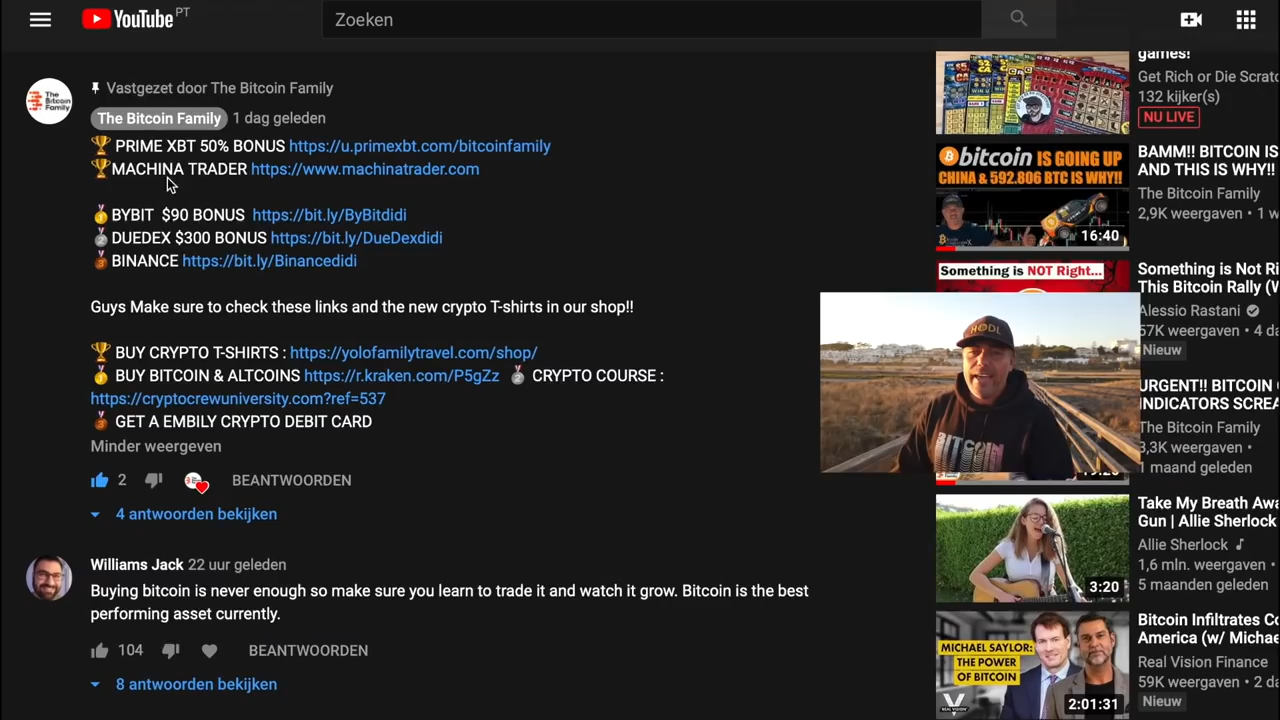 YouTube PT
Zoeken
Vastgezet door The Bitcoin Family
The Bitcoin Family
The Bitcoin Family 1 dag geleden
🏆 PRIME XBT 50% BONUS https://u.primexbt.com/bitcoinfamily
🏆MACHINA TRADER https://www.machinatrader.com
🥇BYBIT $90 BONUS https://bit.ly/ByBitdidi
🥈DUEDEX $300 BONUS https://bit.ly/DueDexdidi
🥉BINANCE https://bit.ly/Binancedidi
Guys Make sure to check these links and the new crypto T-shirts in our shop!!
🏆 BUY CRYPTO T-SHIRTS : https://yolofamilytravel.com/shop/
🥇 BUY BITCOIN & ALTCOINS https://r.kraken.com/P5gZz 🥈 CRYPTO COURSE :
https://cryptocrewuniversity.com?ref=537
🥉 GET A EMBILY CRYPTO DEBIT CARD
Minder weergeven
2 BEANTWOORDEN
4 antwoorden bekijken
Williams Jack 22 uur geleden
Buying bitcoin is never enough so make sure you learn to trade it and watch it grow. Bitcoin is the best
performing asset currently.
104 BEANTWOORDEN
8 antwoorden bekijken
HODL
BITCOIN
games!
Get Rich or Die Scratc
132 kijker(s)
NU LIVE
bitcoin IS GOING UP
CHINA & 592.806 BTC IS WHY!!
16:40
BAMM!! BITCOIN IS
AND THIS IS WHY!!
The Bitcoin Family
2,9K weergaven • 1 w
Something is NOT Right...
Something is Not Ri
This Bitcoin Rally (W
Alessio Rastani
57K weergaven • 4 d
Nieuw
URGENT!! BITCOIN
INDICATORS SCREA
The Bitcoin Family
3,3K weergaven •
1 maand geleden
3:20
Take My Breath Awa
Gun | Allie Sherlock
Allie Sherlock
1,6 mln. weergaven •
5 maanden geleden
MICHAEL SAYLOR:
THE POWER
OF BITCOIN
REAL VISION
2:01:31
Bitcoin Infiltrates Co
America (w/ Michae
Real Vision Finance
59K weergaven • 2 da
Nieuw